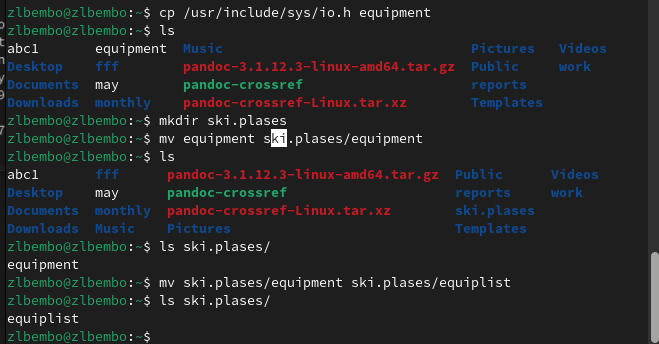 zlbembo@zlbembo:~$ cp /usr/include/sys/io.h equipment
zlbembo@zlbembo:~$ ls
abc1 equipment Music Pictures Videos
Desktop fff pandoc-3.1.12.3-linux-amd64.tar.gz Public work
Documents may pandoc-crossref reports
Downloads monthly pandoc-crossref-Linux.tar.xz Templates
zlbembo@zlbembo:~$ mkdir ski.plases
zlbembo@zlbembo:~$ mv equipment ski.plases/equipment
zlbembo@zlbembo:~$ ls
abc1 fff pandoc-3.1.12.3-linux-amd64.tar.gz Public Videos
Desktop may pandoc-crossref reports work
Documents monthly pandoc-crossref-Linux.tar.xz ski.plases
Downloads Music Pictures Templates
zlbembo@zlbembo:~$ ls ski.plases/
equipment
zlbembo@zlbembo:~$ mv ski.plases/equipment ski.plases/equiplist
zlbembo@zlbembo:~$ ls ski.plases/
equiplist
zlbembo@zlbembo:~$